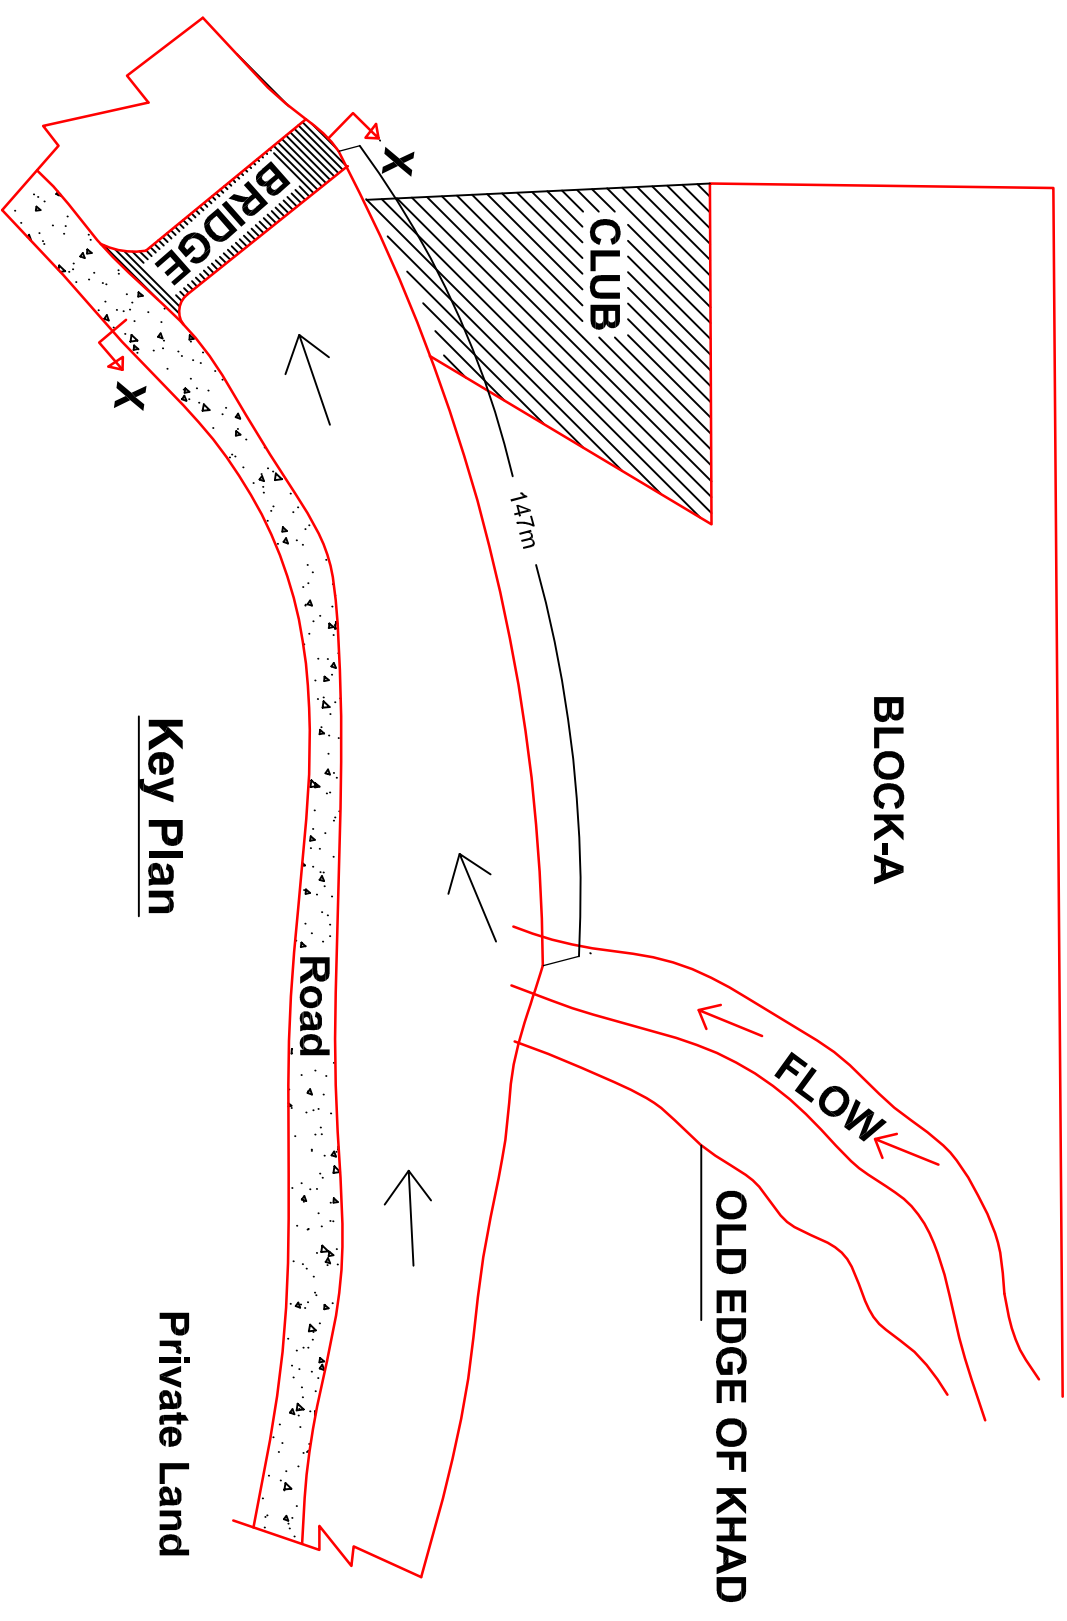 BLOCK-A
CLUB
OLD EDGE OF KHAD
FLOW
147m
X
BRIDGE
X
Road
Key Plan
Private Land